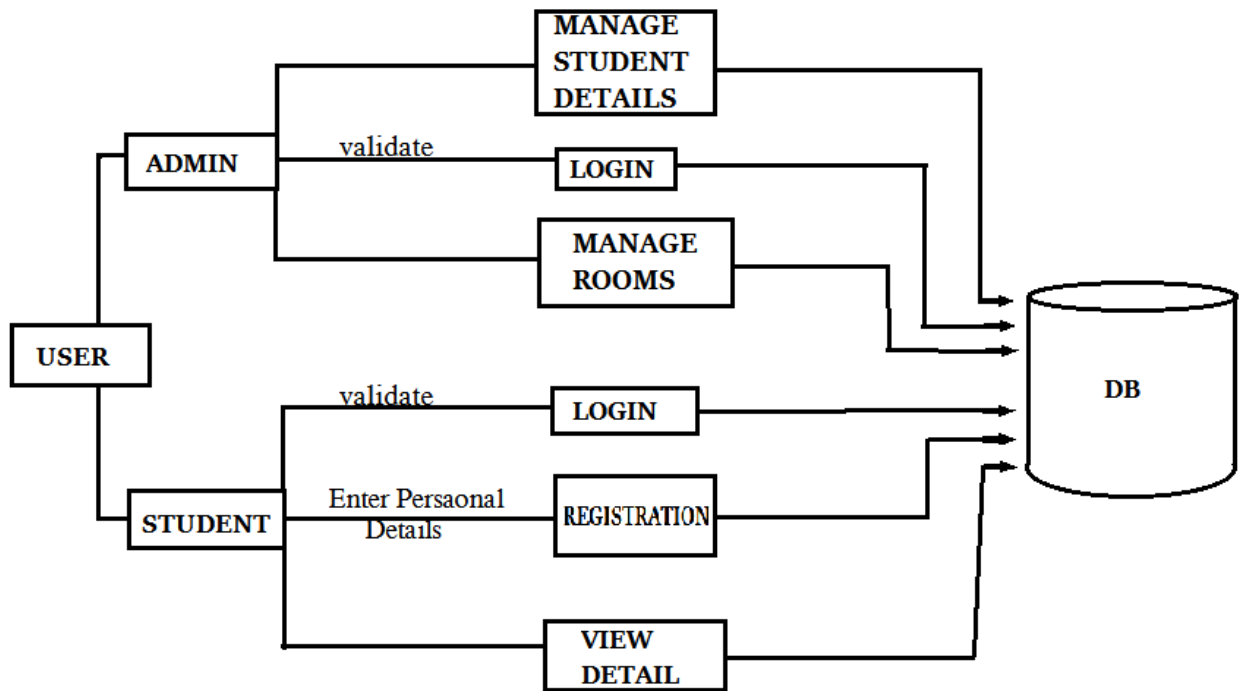 MANAGE
STUDENT
DETAILS
validate
ADMIN
LOGIN
MANAGE
ROOMS
USER
DB
validate
LOGIN
Enter Persaonal
Details
REGISTRATION
STUDENT
VIEW
DETAIL